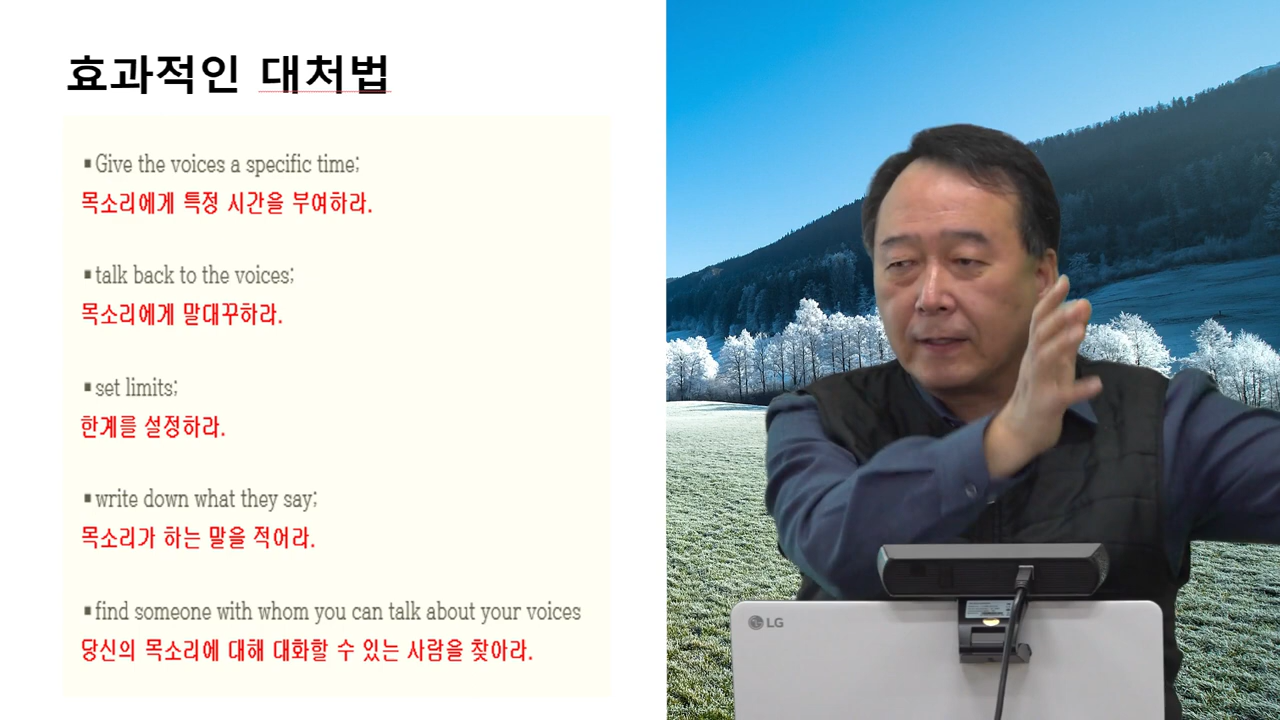 효과적인 대처법
▪Give the voices a specific time;
목소리에게 특정 시간을 부여하라.
▪talk back to the voices;
목소리에게 말대꾸하라.
▪set limits;
한계를 설정하라.
▪write down what they say;
목소리가 하는 말을 적어라.
▪find someone with whom you can talk about your voices
당신의 목소리에 대해 대화할 수 있는 사람을 찾아라.
LG